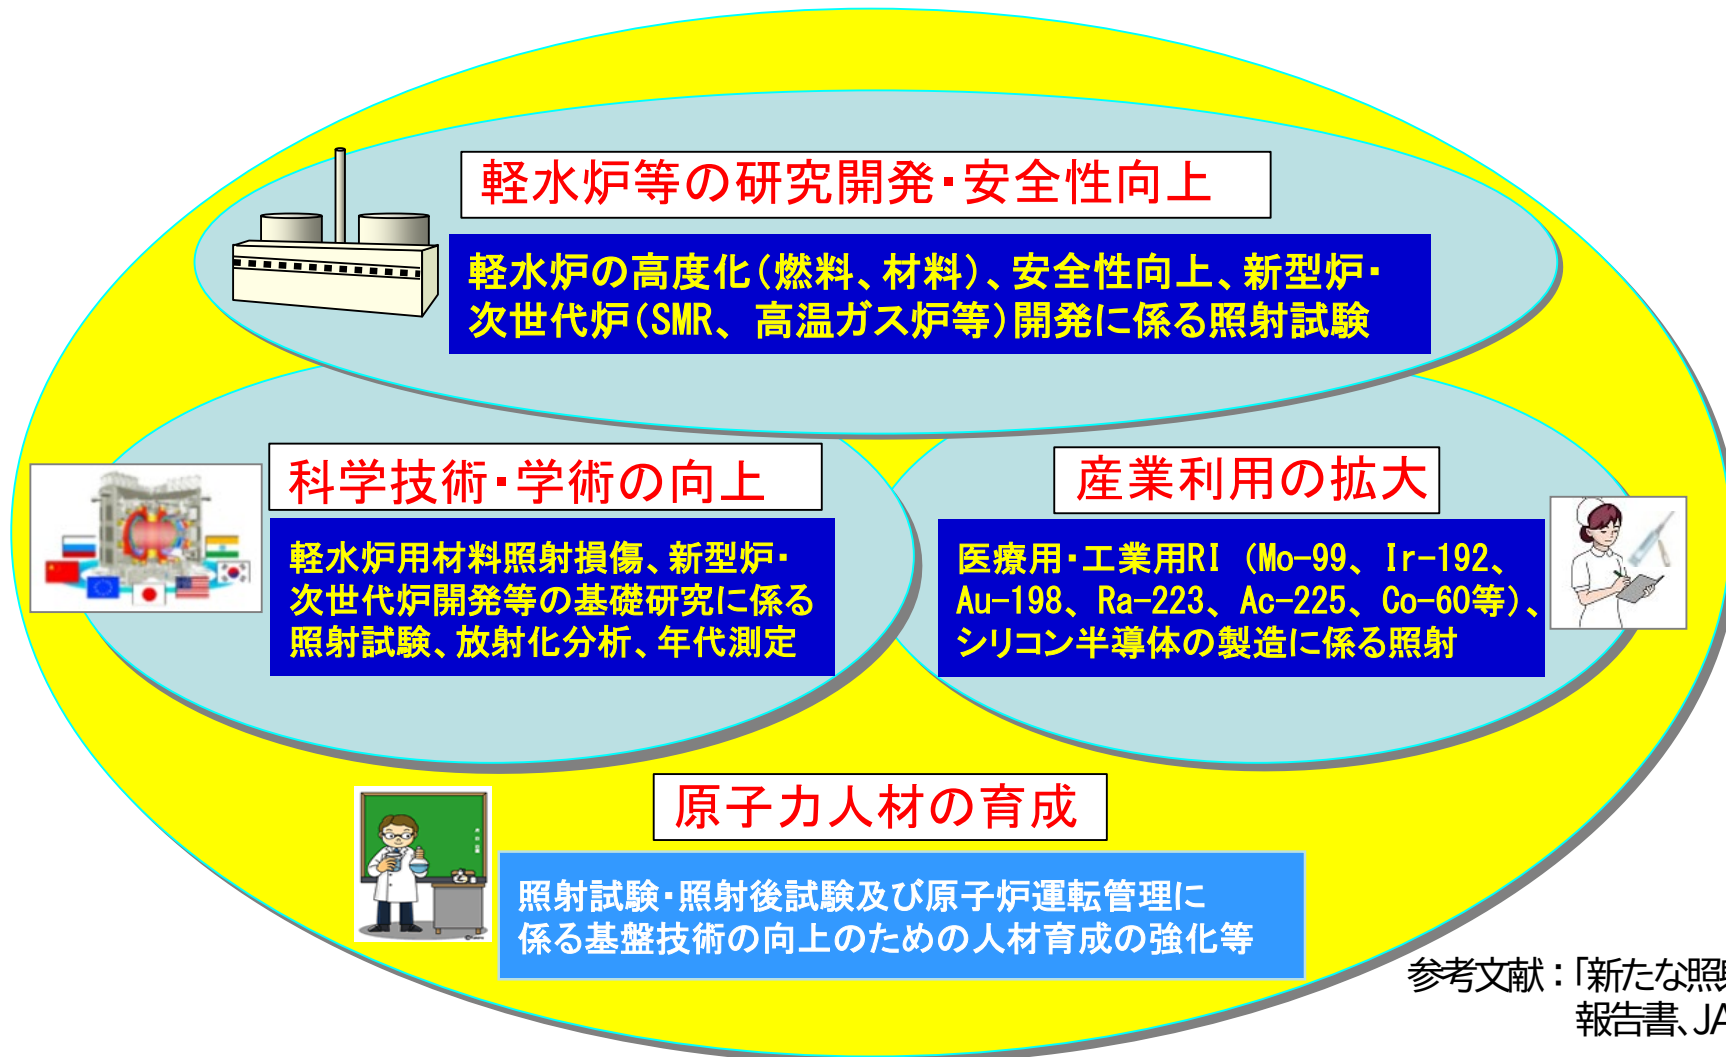 軽水炉等の研究開発・安全性向上
軽水炉の高度化（燃料、材料）、安全性向上、新型炉・
次世代炉（SMR、高温ガス炉等）開発に係る照射試験
科学技術・学術の向上
軽水炉用材料照射損傷、新型炉・
次世代炉開発等の基礎研究に係る
照射試験、放射化分析、年代測定
産業利用の拡大
医療用・工業用RI（Mo-99、Ir-192、
Au-198、Ra-223、Ac-225、Co-60等）、
シリコン半導体の製造に係る照射
原子力人材の育成
照射試験・照射後試験及び原子炉運転管理に
係る基盤技術の向上のための人材育成の強化等
参考文献：「新たな照
報告書、JA